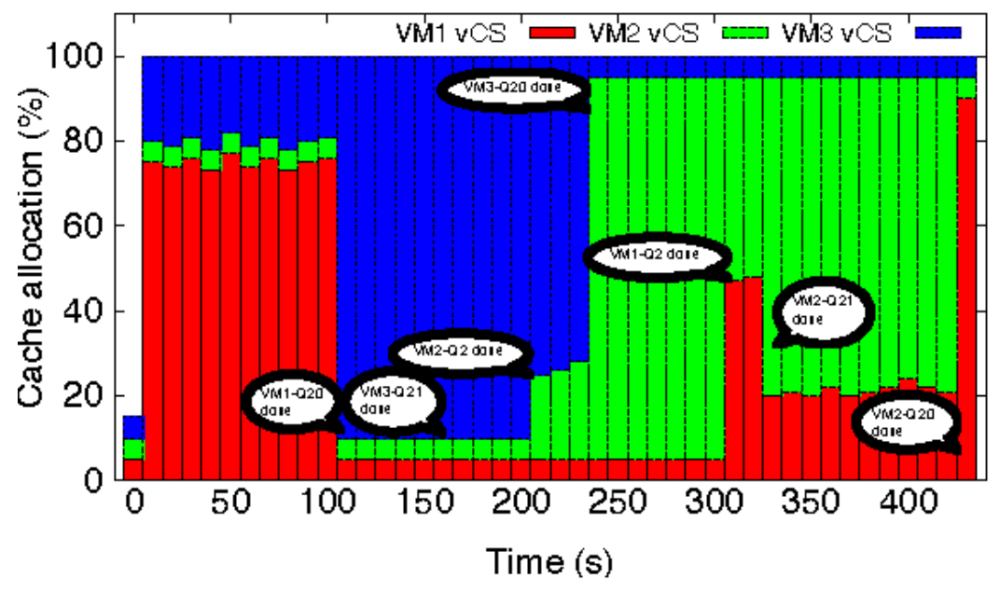 VM1 vCS VM2 vCS VM3 vCS
Cache allocation (%)
100
80
60
40
20
0
VM3-Q20 done
VM1-Q2 done
VM2-Q21
done
VM2-Q2 done
VM1-Q20
done
VM3-Q21
done
VM2-Q20
done
0 50 100 150 200 250 300 350 400
Time (s)